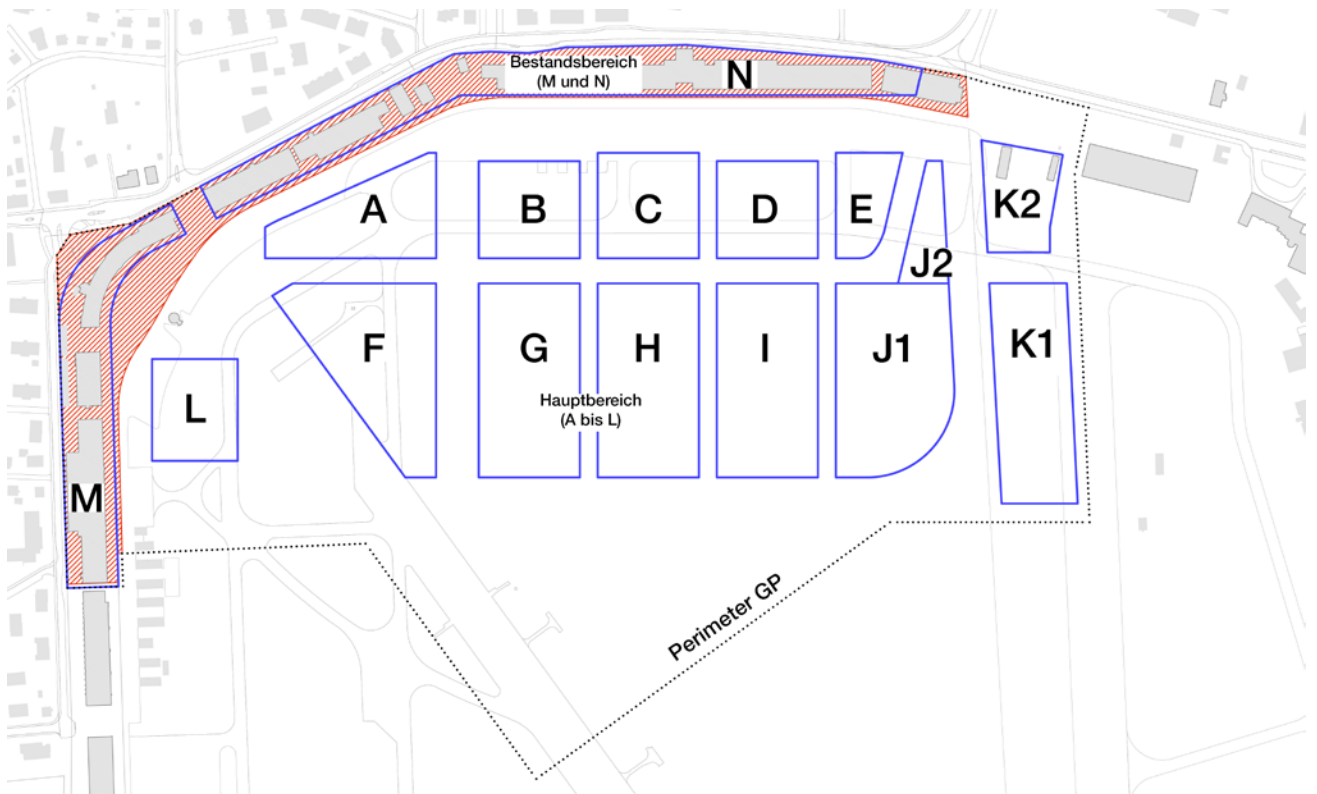 Bestandsbereich
(M und N)
N
A
B
C
D
E
K2
J2
F
G
H
I
J1
K1
Hauptbereich
(A bis L)
L
M
Perimeter GP